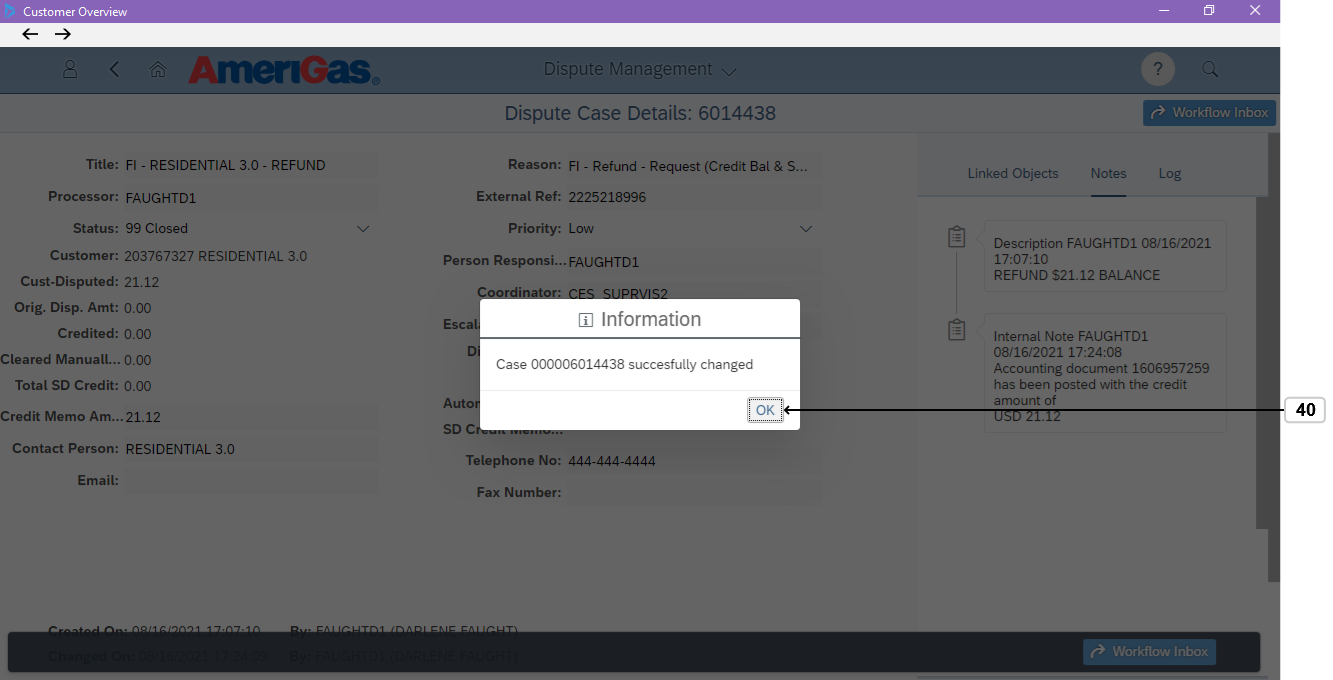 Customer Overview
AmeriGas
Dispute Management
?
Dispute Case Details: 6014438
Workflow Inbox
Title: FI - RESIDENTIAL 3.0 - REFUND
Processor: FAUGHTD1
Status: 99 Closed
Customer: 203767327 RESIDENTIAL 3.0
Cust-Disputed: 21.12
Orig. Disp. Amt: 0.00
Credited: 0.00
Cleared Manuall... 0.00
Total SD Credit: 0.00
Credit Memo Am... 21.12
Contact Person: RESIDENTIAL 3.0
Email:
Reason: FI - Refund - Request (Credit Bal & S...
External Ref: 2225218996
Priority: Low
Person Responsi... FAUGHTD1
Coordinator: CES_SUPRVIS2
Escal
Di
Auto
SD Credit Memo...
Telephone No: 444-444-4444
Fax Number:
Information
Case 000006014438 succesfully changed
OK
40
Linked Objects Notes Log
Description FAUGHTD1 08/16/2021
17:07:10
REFUND $21.12 BALANCE
Internal Note FAUGHTD1
08/16/2021 17:24:08
Accounting document 1606957259
has been posted with the credit
amount of
USD 21.12
Created On: 08/16/2021 17:07:10 By: FAUGHTD1 (DARLENE FAUGHT)
Changed On: 08/16/2021 17:24:09 By: FAUGHTD1 (DARLENE FAUGHT)
Workflow Inbox